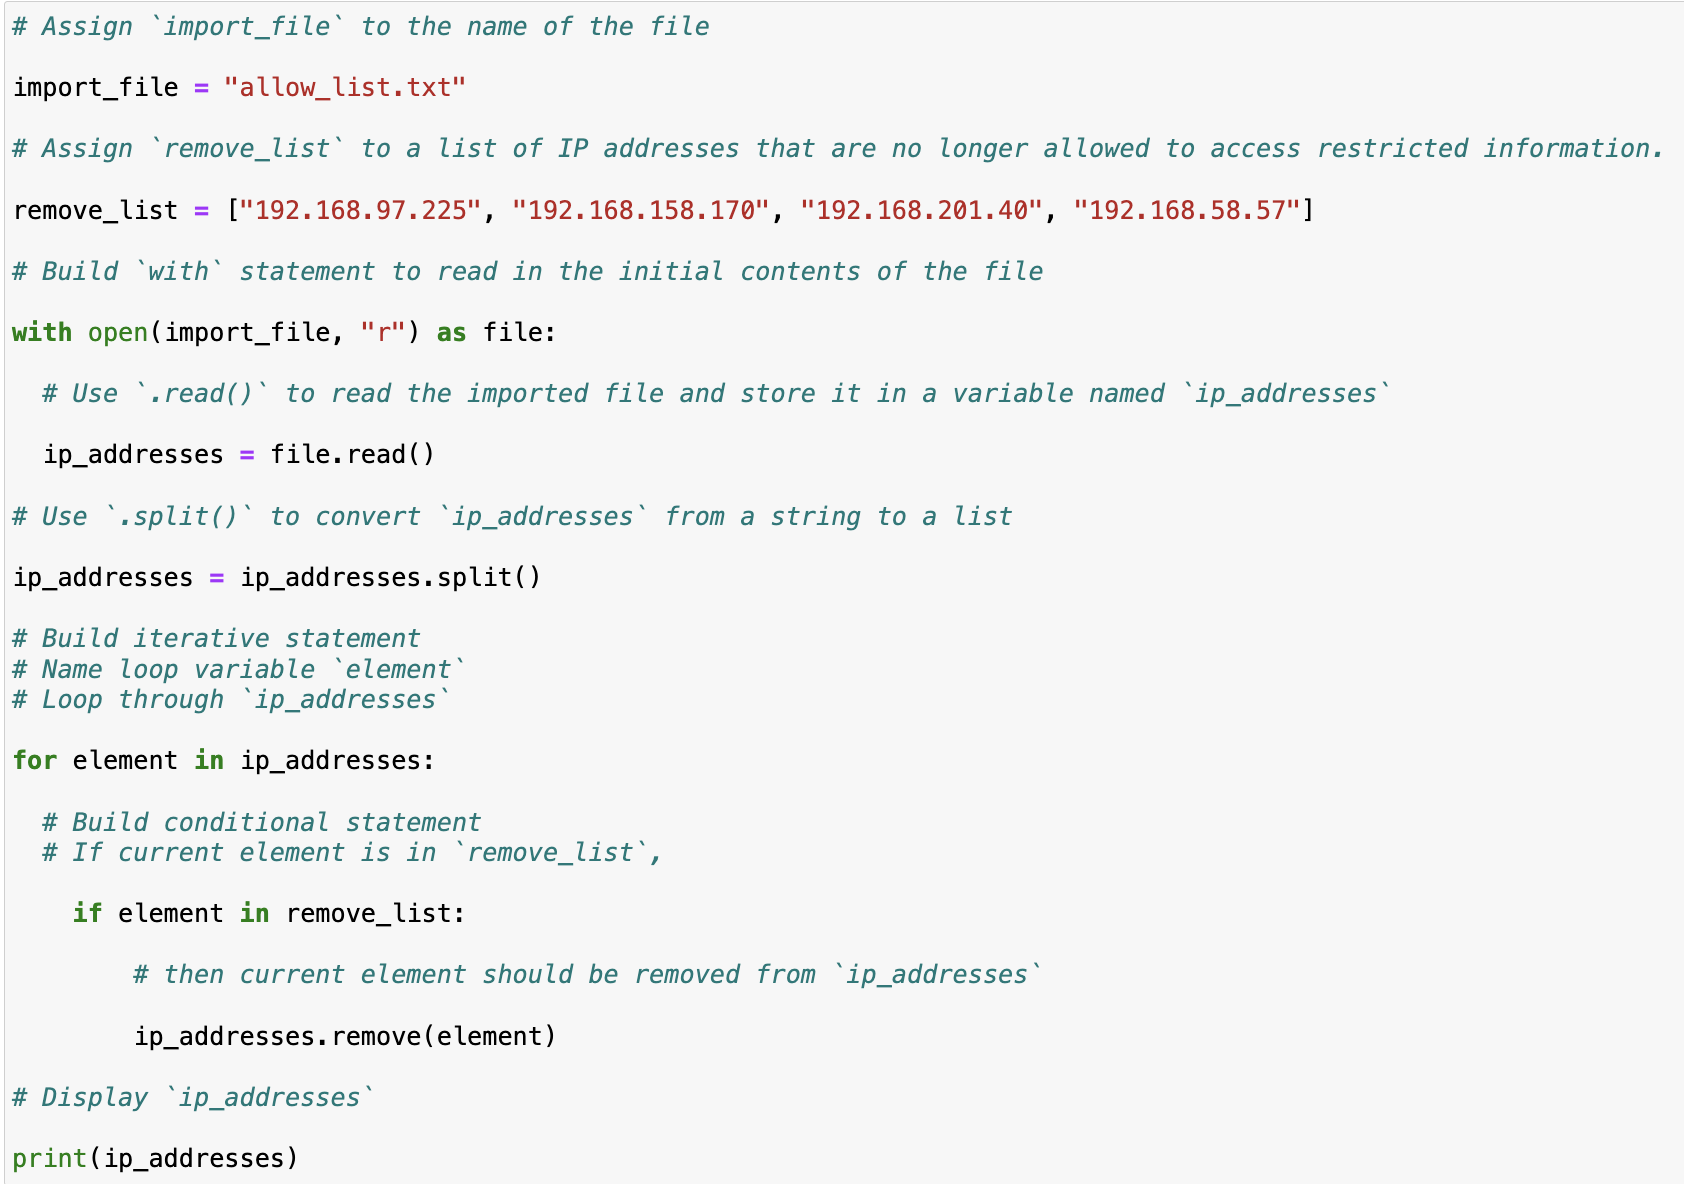 # Assign `import_file` to the name of the file
import_file = "allow_list.txt"
# Assign `remove_list` to a list of IP addresses that are no longer allowed to access restricted information.
remove_list = ["192.168.97.225", "192.168.158.170", "192.168.201.40", "192.168.58.57"]
# Build `with` statement to read in the initial contents of the file
with open(import_file, "r") as file:
  # Use `.read()` to read the imported file and store it in a variable named `ip_addresses`
  ip_addresses = file.read()
# Use `.split()` to convert `ip_addresses` from a string to a list
ip_addresses = ip_addresses.split()
# Build iterative statement
# Name loop variable `element`
# Loop through `ip_addresses`
for element in ip_addresses:
  # Build conditional statement
  # If current element is in `remove_list`,
    if element in remove_list:
        # then current element should be removed from `ip_addresses`
        ip_addresses.remove(element)
# Display `ip_addresses`
print(ip_addresses)